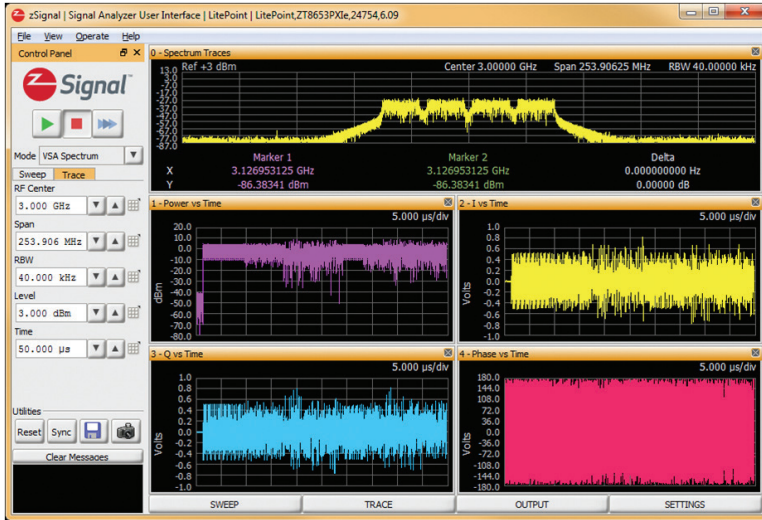 zSignal | Signal Analyzer User Interface | LitePoint | LitePoint,ZT8653PXIe,24754,6.09
File View Operate Help
Control Panel
Signal
Mode VSA Spectrum
Sweep Trace
RF Center
3.000 GHz
Span
253.906 MHz
RBW
40.000 kHz
Level
3.000 dBm
Time
50.000 µs
Utilities
Reset Sync
Clear Messages
0 - Spectrum Traces
Ref +3 dBm Center 3.00000 GHz Span 253.90625 MHz RBW 40.00000 kHz
13.0
3.0
-7.0
-17.0
-27.0
-37.0
-47.0
-57.0
-67.0
-77.0
-87.0
Marker 1 Marker 2 Delta
X 3.126953125 GHz 3.126953125 GHz 0.000000000 Hz
Y -86.38341 dBm -86.38341 dBm 0.00000 dB
1 - Power vs Time
5.000 µs/div
20.0
10.0
0.0
-10.0
-20.0
-30.0
-40.0
-50.0
-60.0
-70.0
-80.0
dBm
2 - I vs Time
5.000 µs/div
1.0
0.8
0.6
0.4
0.2
0.0
-0.2
-0.4
-0.6
-0.8
-1.0
Volts
3 - Q vs Time
5.000 µs/div
1.0
0.8
0.6
0.4
0.2
0.0
-0.2
-0.4
-0.6
-0.8
-1.0
Volts
4 - Phase vs Time
5.000 µs/div
180.0
144.0
108.0
72.0
36.0
0.0
-36.0
-72.0
-108.0
-144.0
-180.0
Volts
SWEEP TRACE OUTPUT SETTINGS